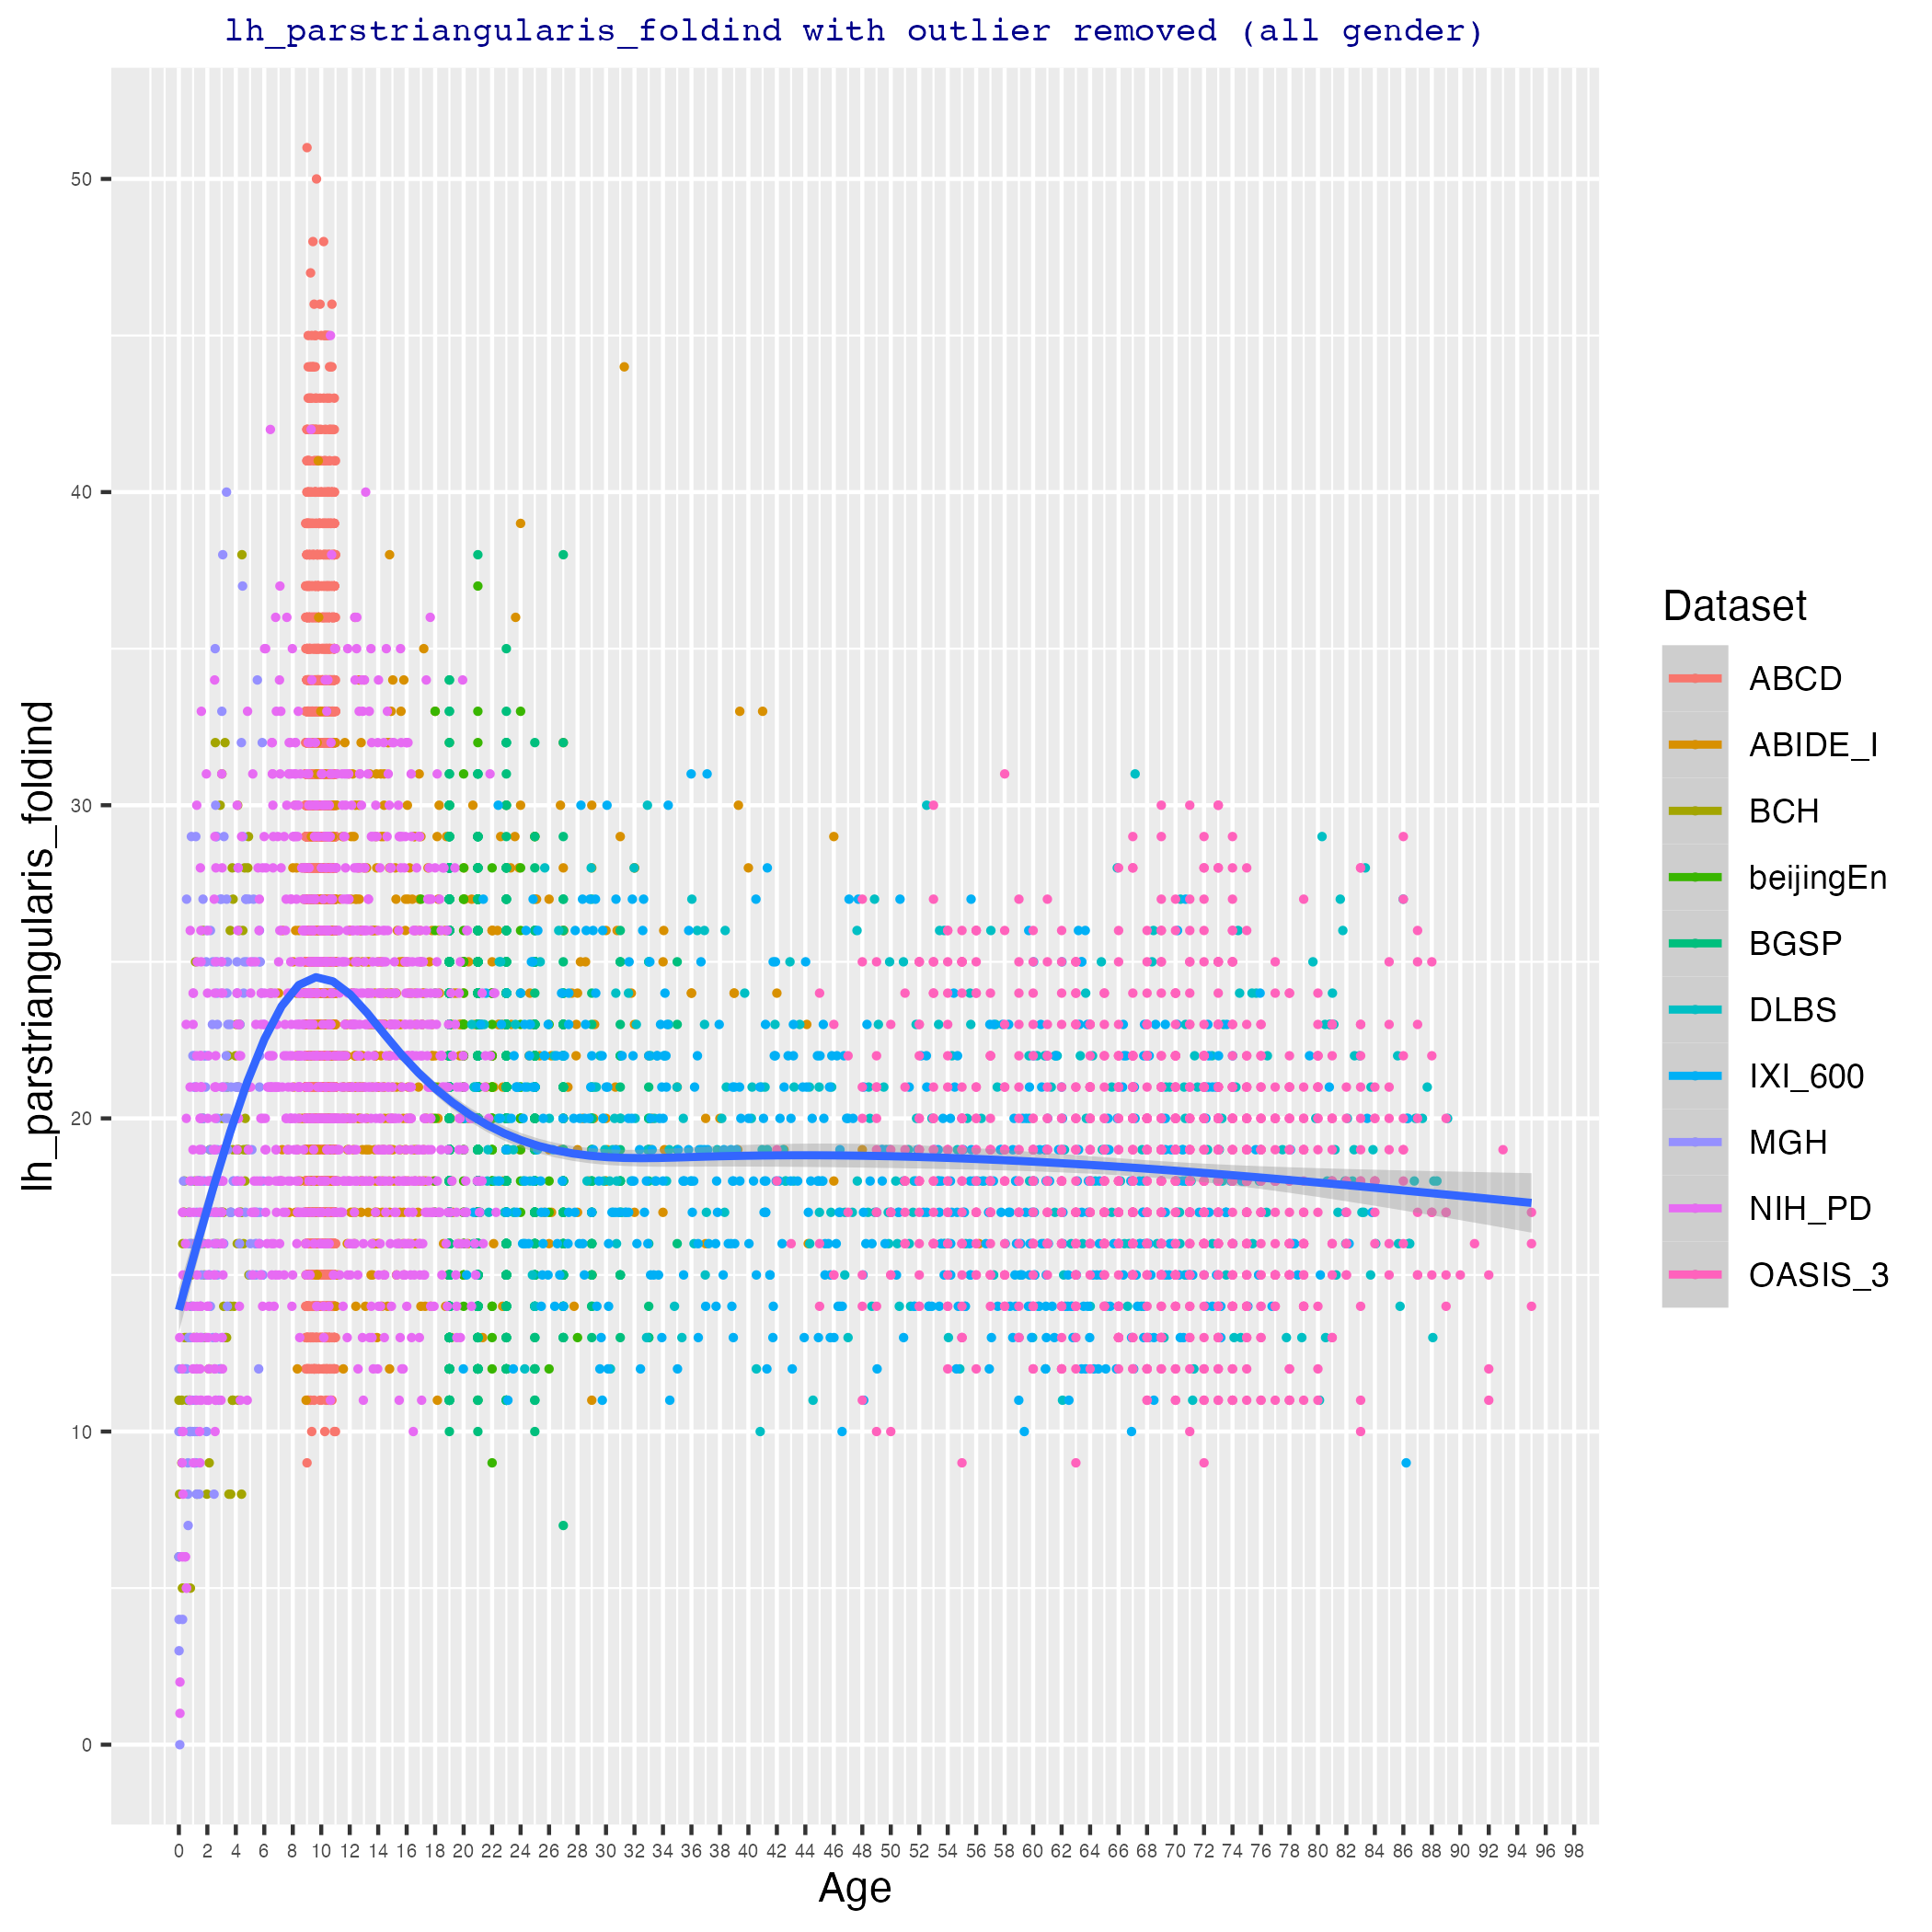 lh_parstriangularis_foldind with outlier removed (all gender)
lh_parstriangularis_foldind
50
40
30
20
10
0
0 2 4 6 8 10 12 14 16 18 20 22 24 26 28 30 32 34 36 38 40 42 44 46 48 50 52 54 56 58 60 62 64 66 68 70 72 74 76 78 80 82 84 86 88 90 92 94 96 98
Age
Dataset
ABCD
ABIDE_I
BCH
beijingEn
BGSP
DLBS
IXI_600
MGH
NIH_PD
OASIS_3